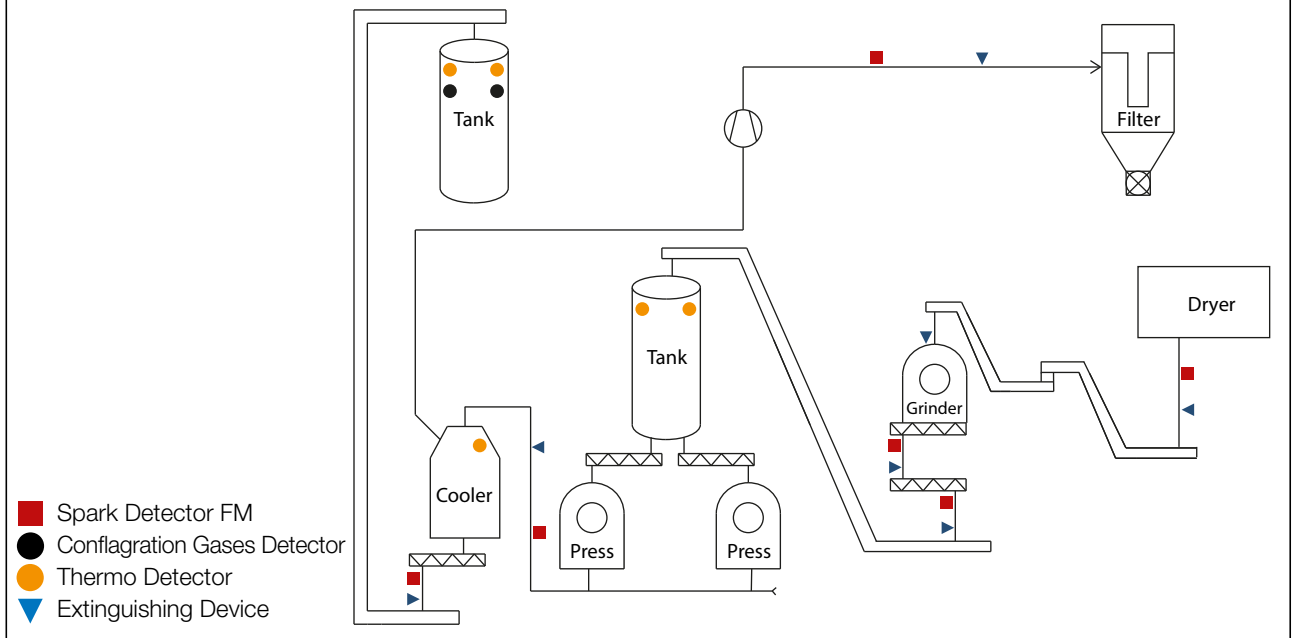 Tank
Filter
Dryer
Tank
Grinder
Cooler
Press
Press
Spark Detector FM
Conflagration Gases Detector
Thermo Detector
Extinguishing Device